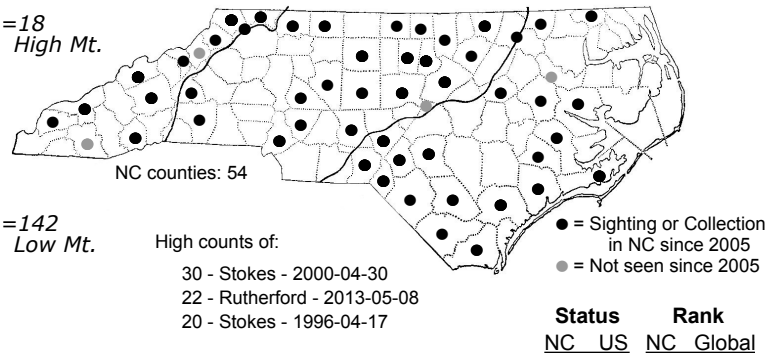 =18
High Mt.
NC counties: 54
=142
Low Mt.
High counts of:
30 - Stokes - 2000-04-30
22 - Rutherford - 2013-05-08
20 - Stokes - 1996-04-17
= Sighting or Collection
in NC since 2005
= Not seen since 2005
Status Rank
NC US NC Global